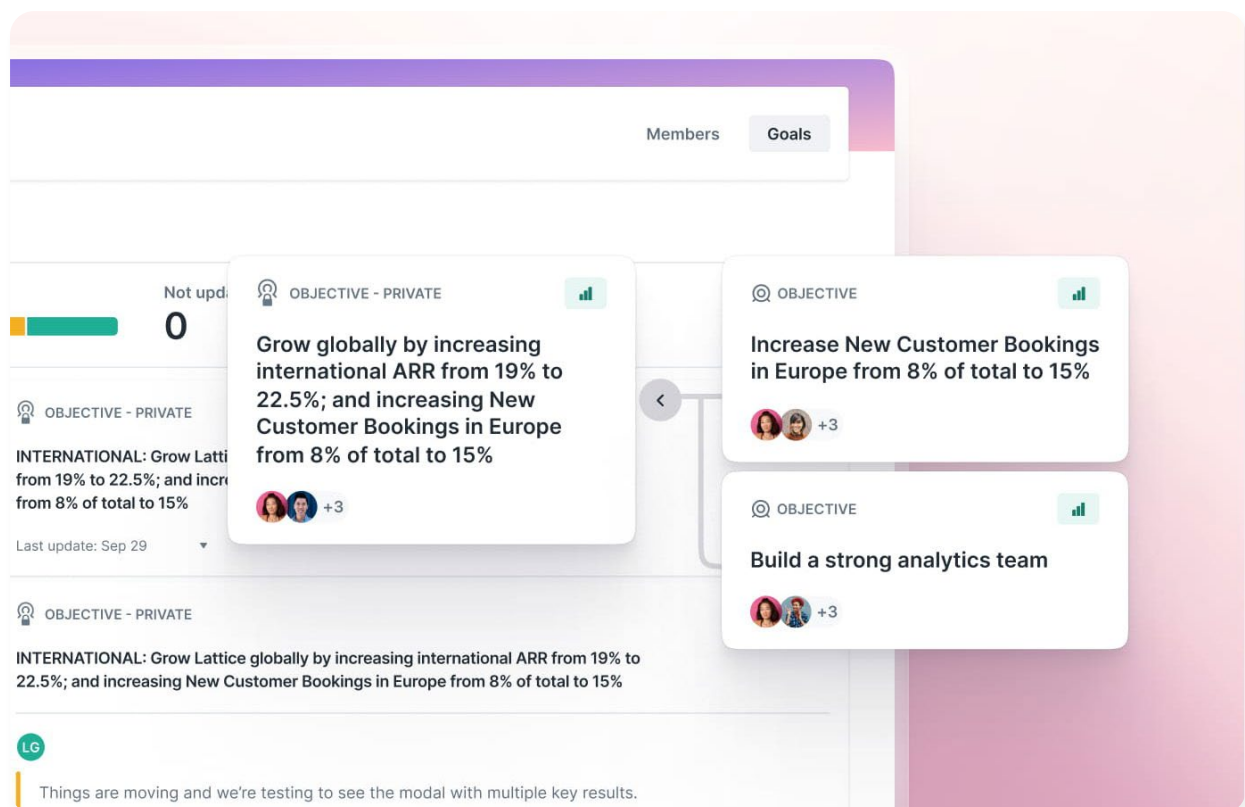 Members
Goals
Not upd
0
OBJECTIVE - PRIVATE
Grow globally by increasing
international ARR from 19% to
22.5%; and increasing New
Customer Bookings in Europe
from 8% of total to 15%
+3
OBJECTIVE
Increase New Customer Bookings
in Europe from 8% of total to 15%
+3
OBJECTIVE
Build a strong analytics team
+3
OBJECTIVE - PRIVATE
INTERNATIONAL: Grow Latti
from 19% to 22.5%; and incre
from 8% of total to 15%
Last update: Sep 29
OBJECTIVE - PRIVATE
INTERNATIONAL: Grow Lattice globally by increasing international ARR from 19% to
22.5%; and increasing New Customer Bookings in Europe from 8% of total to 15%
LG
Things are moving and we're testing to see the modal with multiple key results.